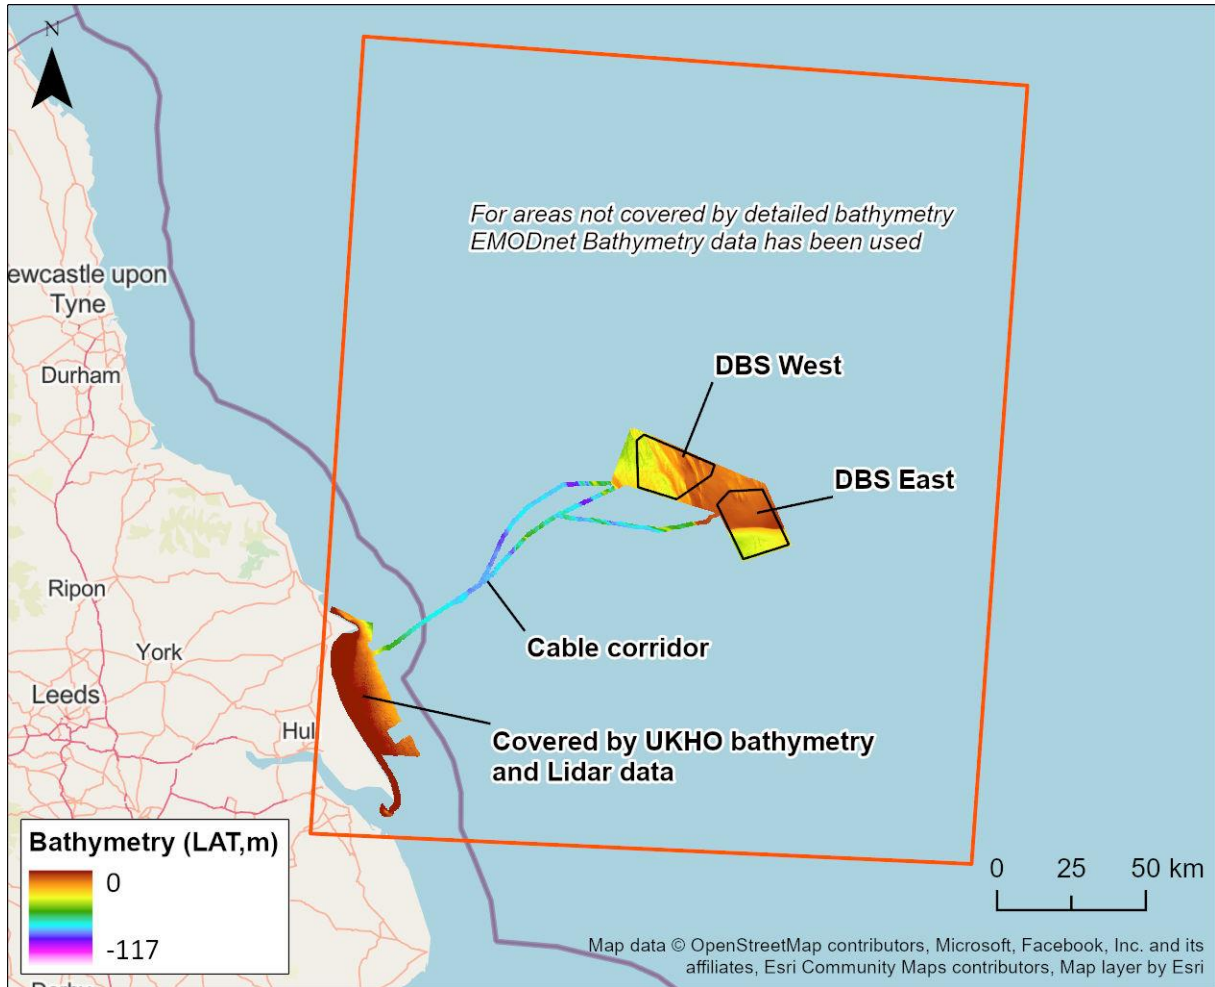 N
For areas not covered by detailed bathymetry
EMODnet Bathymetry data has been used
ewcastle upon
Tyne
Durham
DBS West
DBS East
Ripon
Cable corridor
York
Leeds
Hul
Covered by UKHO bathymetry
and Lidar data
Bathymetry (LAT,m)
0
-117
0 25 50 km
Map data © OpenStreetMap contributors, Microsoft, Facebook, Inc. and its
affiliates, Esri Community Maps contributors, Map layer by Esri